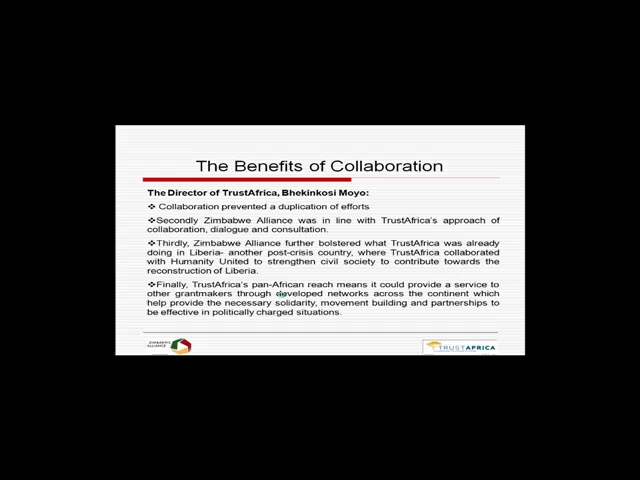 The Benefits of Collaboration
The Director of TrustAfrica, Bhekinkosi Moyo:
❖ Collaboration prevented a duplication of efforts
❖Secondly Zimbabwe Alliance was in line with TrustAfrica's approach of
collaboration, dialogue and consultation.
❖Thirdly, Zimbabwe Alliance further bolstered what TrustAfrica was already
doing in Liberia- another post-crisis country, where TrustAfrica collaborated
with Humanity United to strengthen civil society to contribute towards the
reconstruction of Liberia.
❖Finally, TrustAfrica's pan-African reach means it could provide a service to
other grantmakers through developed networks across the continent which
help provide the necessary solidarity, movement building and partnerships to
be effective in politically charged situations.
ZIMBABWE
ALLIANCE
TRUSTAFRICA